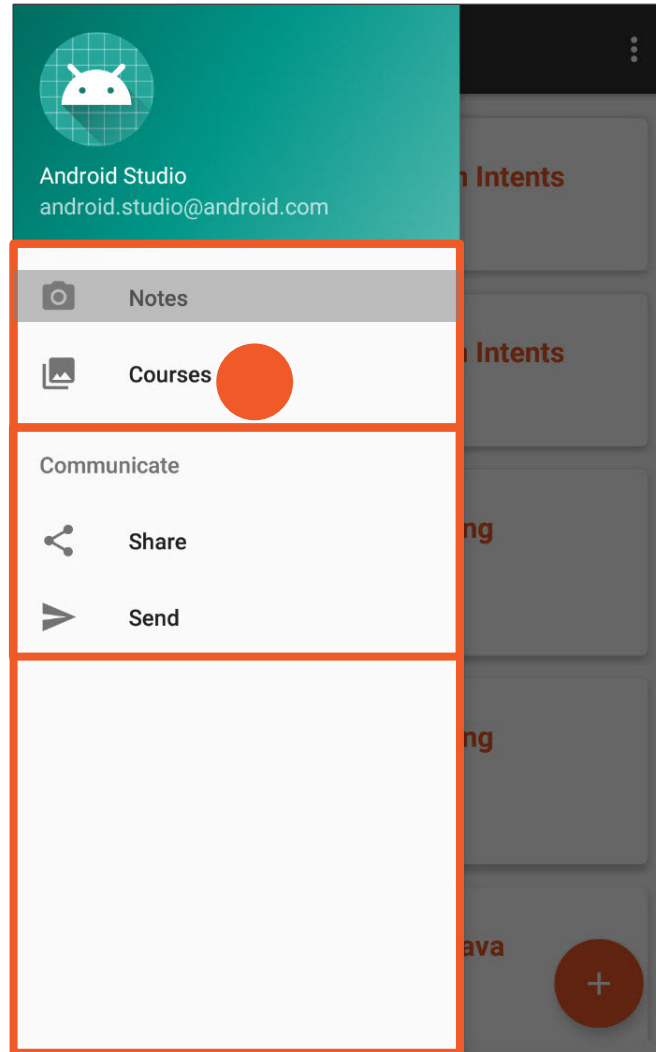 Android Studio
android.studio@android.com
Intents
Notes
Courses
Intents
Communicate
Share
Send
ng
ng
ava
+